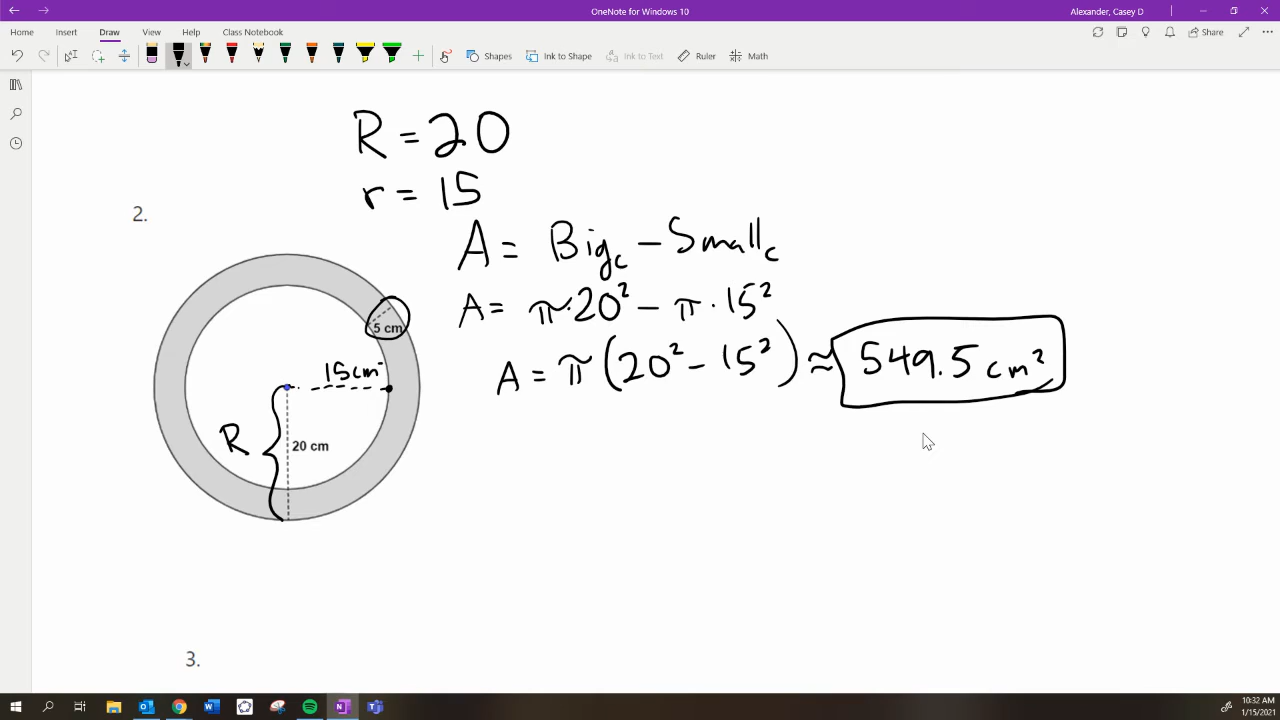 OneNote for Windows 10
Alexander, Casey D
Home Insert Draw View Help Class Notebook
Share
Shapes Ink to Shape Ink to Text Ruler Math
R = 20
r = 15
2.
A = Big_c − Small_c
A = π·20² − π·15²
A = π(20² − 15²) ≈ 549.5 cm²
5 cm
15cm
R
20 cm
3.
10:32 AM
1/15/2021